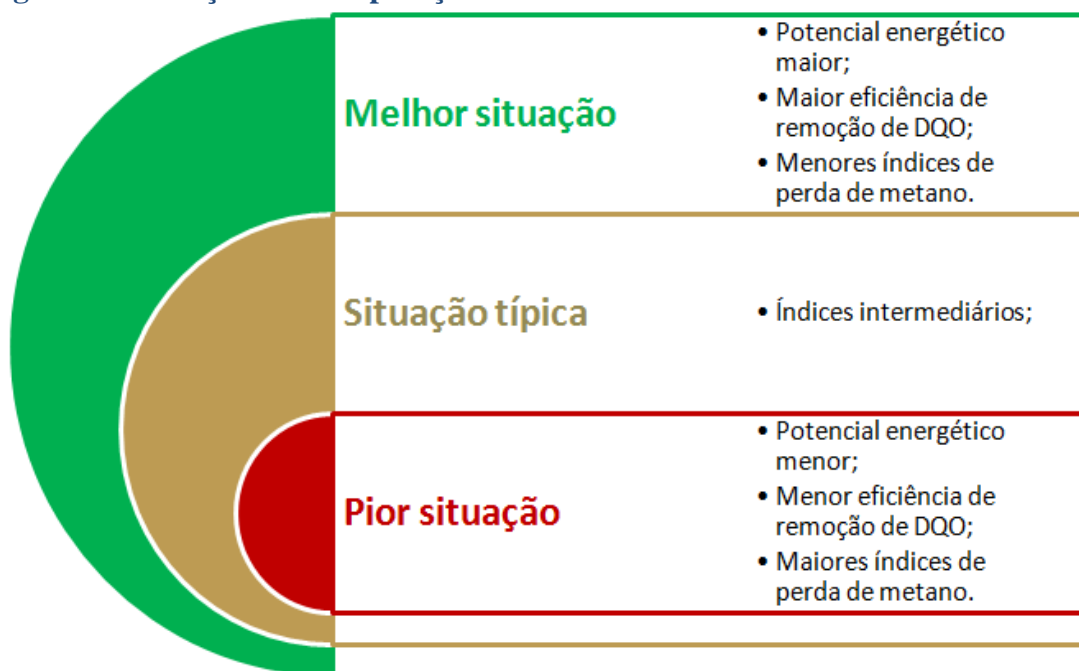 Melhor situação
• Potencial energético
maior;
• Maior eficiência de
remoção de DQO;
• Menores índices de
perda de metano.
Situação típica
• Índices intermediários;
Pior situação
• Potencial energético
menor;
• Menor eficiência de
remoção de DQO;
• Maiores índices de
perda de metano.